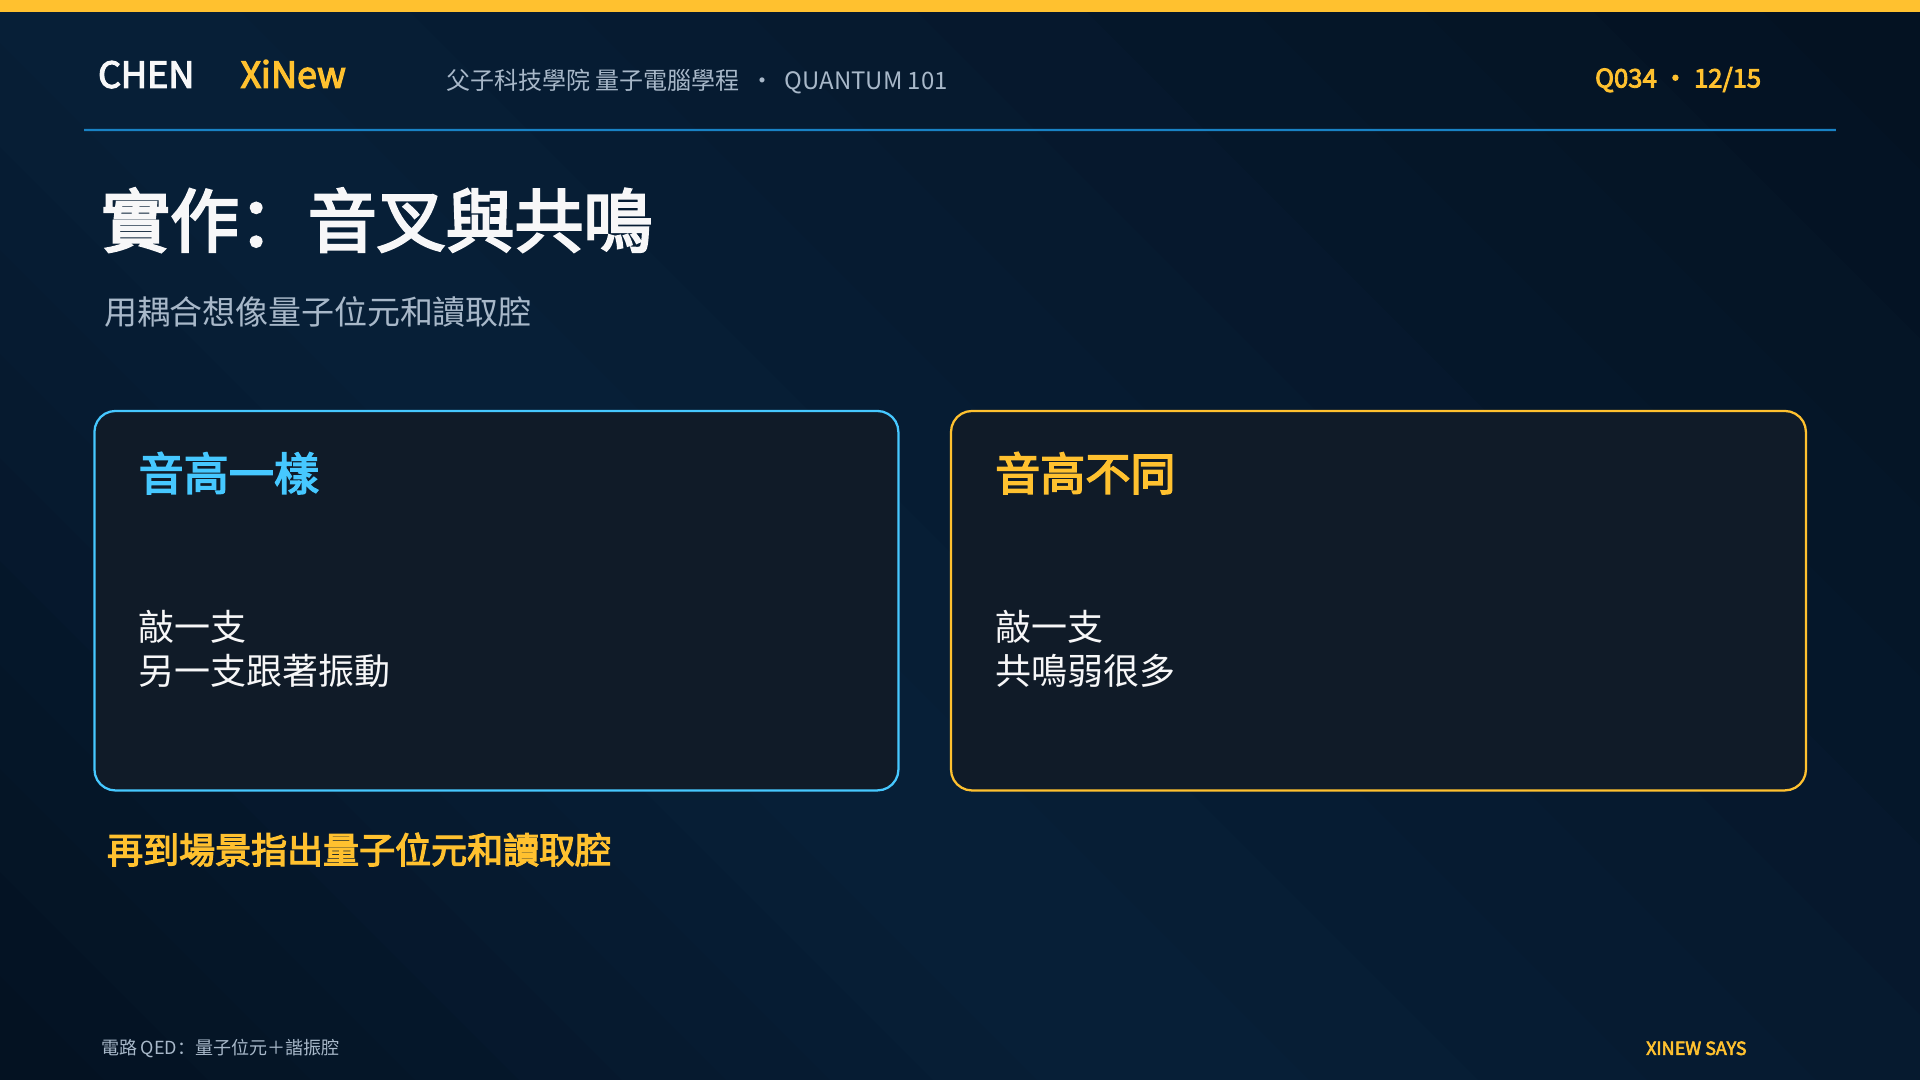 CHEN XiNew 父子科技學院 量子電腦學程 • QUANTUM 101 Q034 • 12/15
實作：音叉與共鳴
用耦合想像量子位元和讀取腔
音高一樣
敲一支
另一支跟著振動
音高不同
敲一支
共鳴弱很多
再到場景指出量子位元和讀取腔
電路 QED：量子位元＋諧振腔 XINEW SAYS